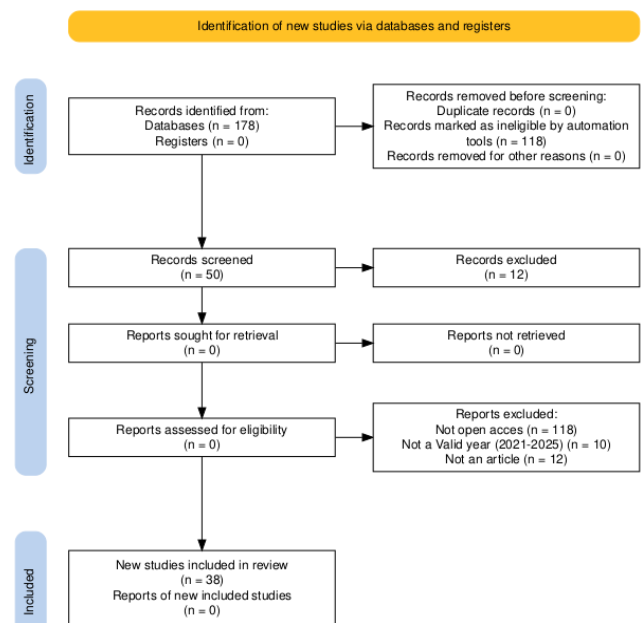 Identification of new studies via databases and registers
Identification
Records identified from:
Databases (n = 178)
Registers (n = 0)
Records removed before screening:
Duplicate records (n = 0)
Records marked as ineligible by automation
tools (n = 118)
Records removed for other reasons (n = 0)
Screening
Records screened
(n = 50)
Records excluded
(n = 12)
Reports sought for retrieval
(n = 0)
Reports not retrieved
(n = 0)
Reports assessed for eligibility
(n = 0)
Reports excluded:
Not open acces (n = 118)
Not a Valid year (2021-2025) (n = 10)
Not an article (n = 12)
Included
New studies included in review
(n = 38)
Reports of new included studies
(n = 0)